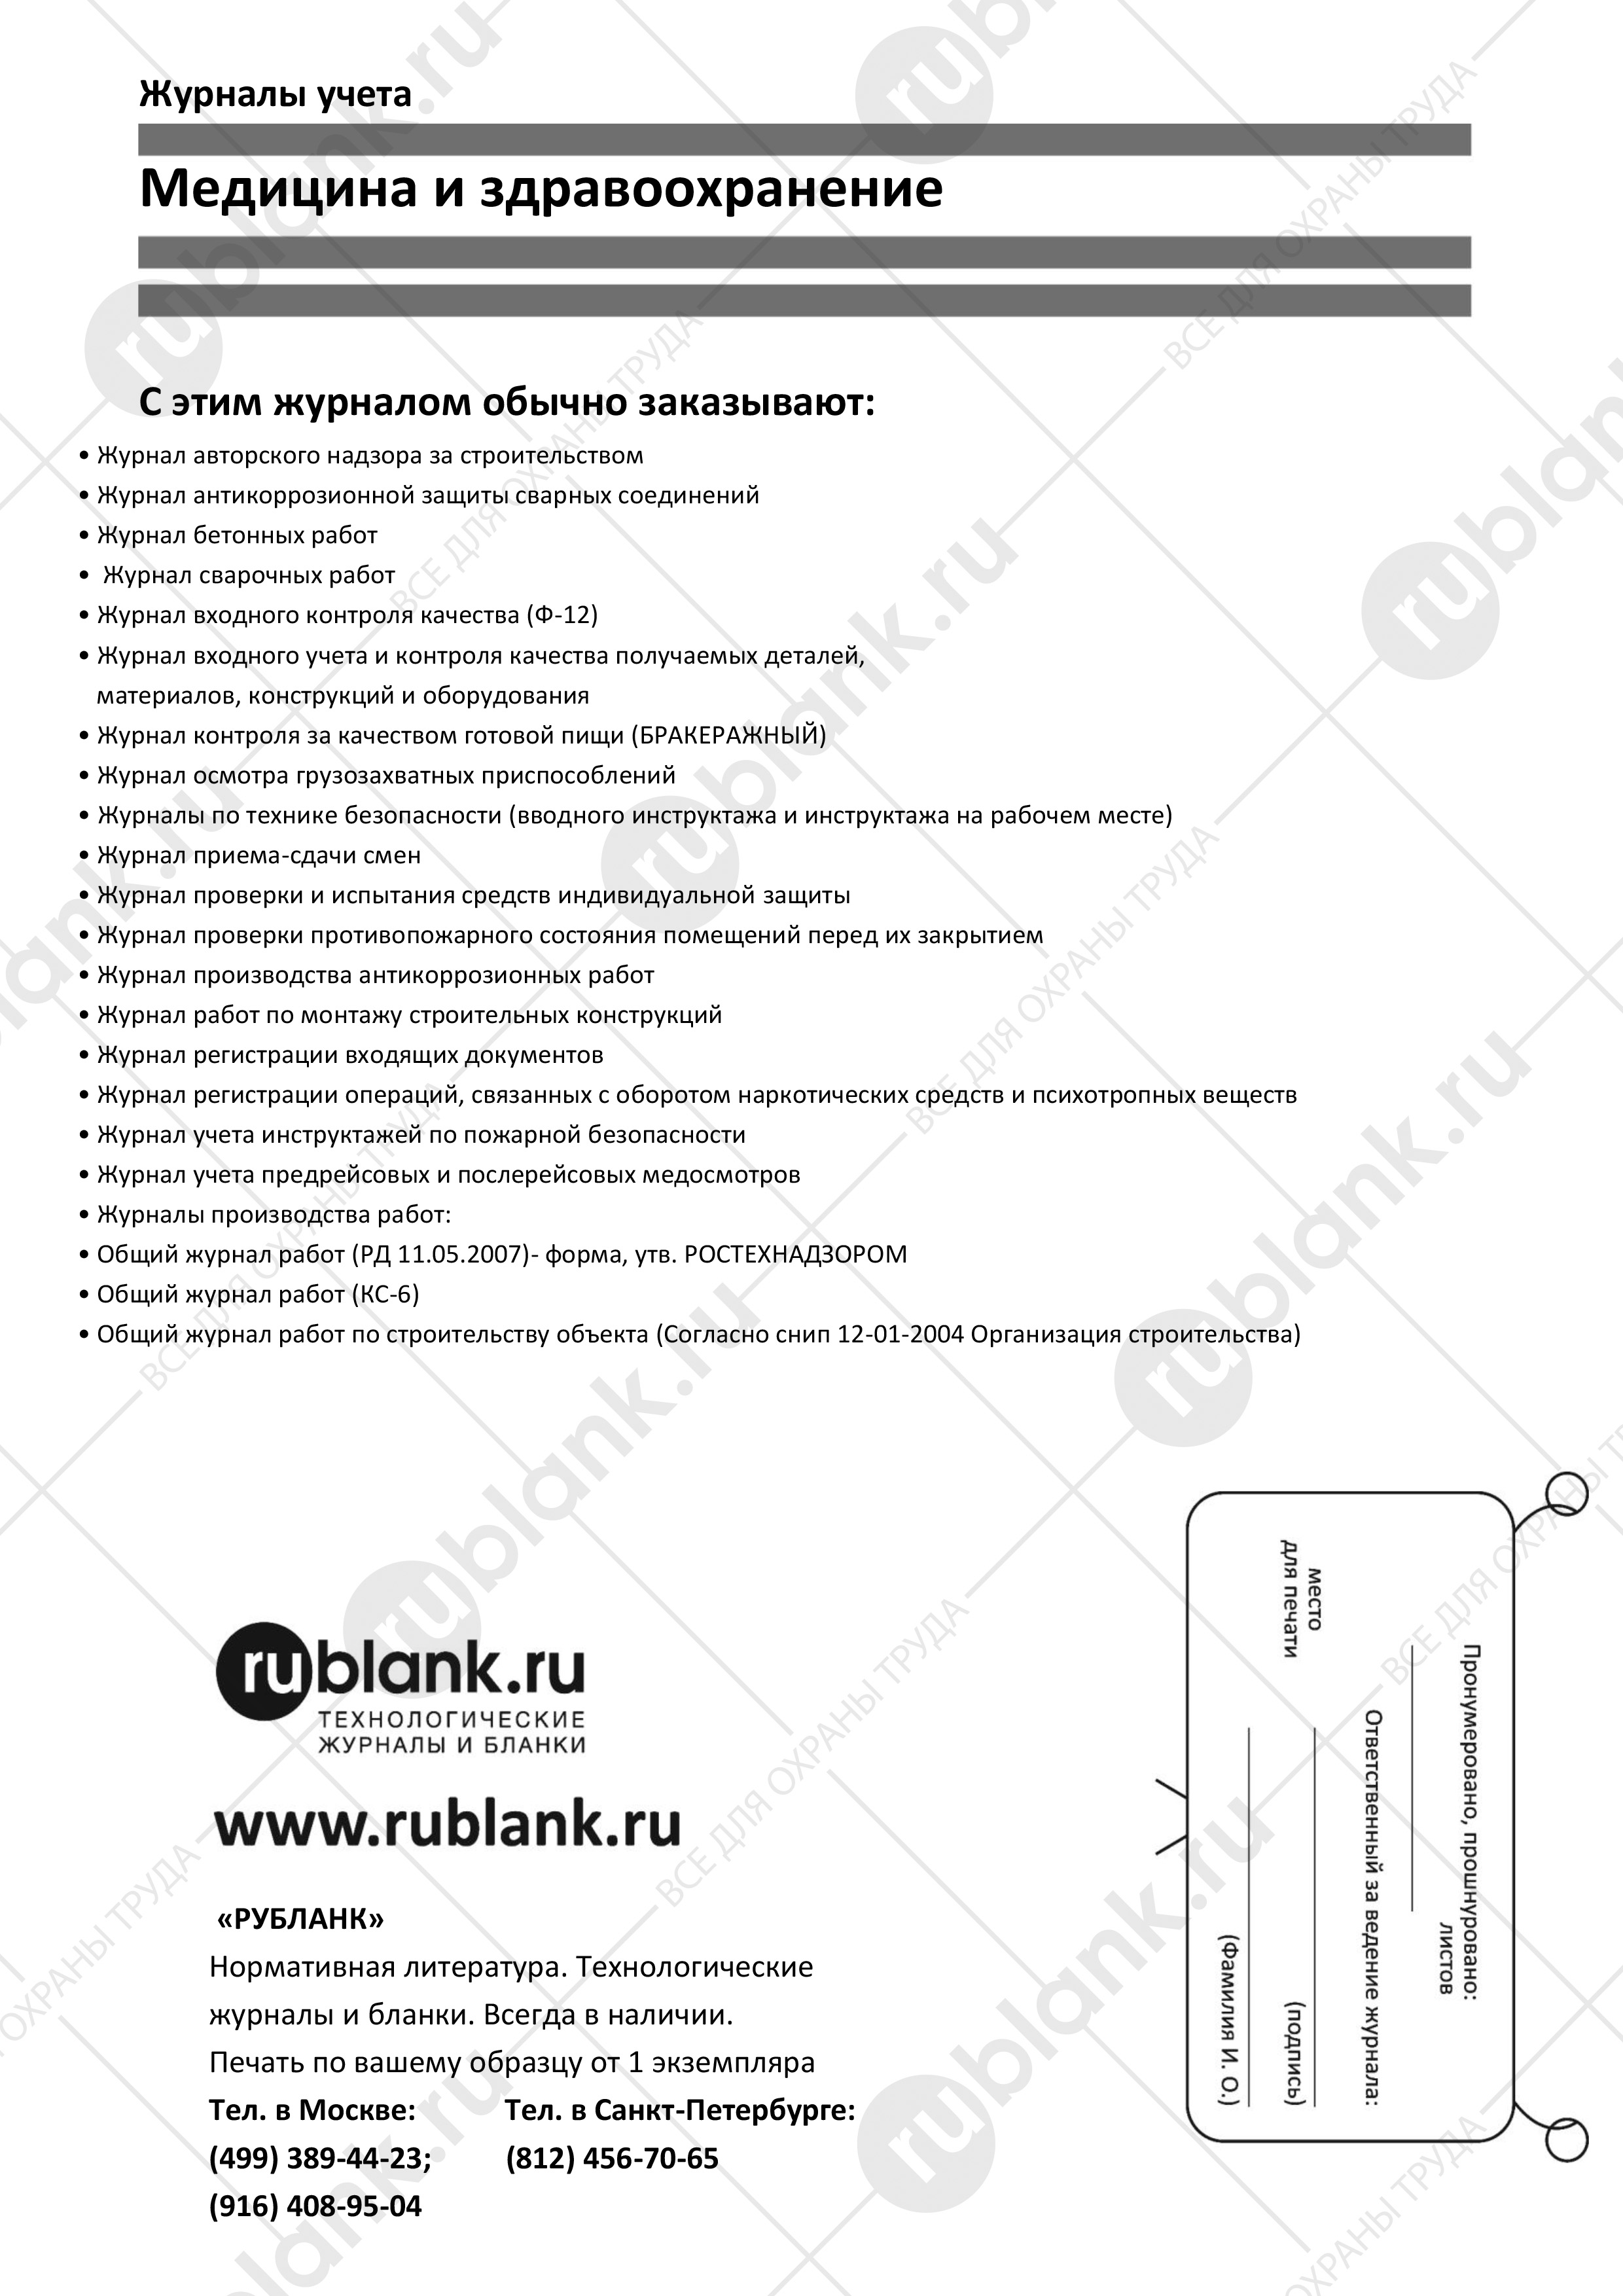 Журналы учета
Медицина и здравоохранение
С этим журналом обычно заказывают:
• Журнал авторского надзора за строительством
• Журнал антикоррозионной защиты сварных соединений
• Журнал бетонных работ
• Журнал сварочных работ
• Журнал входного контроля качества (Ф-12)
• Журнал входного учета и контроля качества получаемых деталей,
материалов, конструкций и оборудования
• Журнал контроля за качеством готовой пищи (БРАКЕРАЖНЫЙ)
• Журнал осмотра грузозахватных приспособлений
• Журналы по технике безопасности (вводного инструктажа и инструктажа на рабочем месте)
• Журнал приема-сдачи смен
• Журнал проверки и испытания средств индивидуальной защиты
• Журнал проверки противопожарного состояния помещений перед их закрытием
• Журнал производства антикоррозионных работ
• Журнал работ по монтажу строительных конструкций
• Журнал регистрации входящих документов
• Журнал регистрации операций, связанных с оборотом наркотических средств и психотропных веществ
• Журнал учета инструктажей по пожарной безопасности
• Журнал учета предрейсовых и послерейсовых медосмотров
• Журналы производства работ:
• Общий журнал работ (РД 11.05.2007)- форма, утв. РОСТЕХНАДЗОРОМ
• Общий журнал работ (КС-6)
• Общий журнал работ по строительству объекта (Согласно снип 12-01-2004 Организация строительства)
rublank.ru
ТЕХНОЛОГИЧЕСКИЕ
ЖУРНАЛЫ И БЛАНКИ
www.rublank.ru
«РУБЛАНК»
Нормативная литература. Технологические
журналы и бланки. Всегда в наличии.
Печать по вашему образцу от 1 экземпляра
Тел. в Москве: Тел. в Санкт-Петербурге:
(499) 389-44-23; (812) 456-70-65
(916) 408-95-04
Пронумеровано, прошнуровано:
листов
Ответственный за ведение журнала:
место
для печати
(подпись)
(Фамилия И. О.)
rublank.ru
ВСЕ ДЛЯ ОХРАНЫ ТРУДА